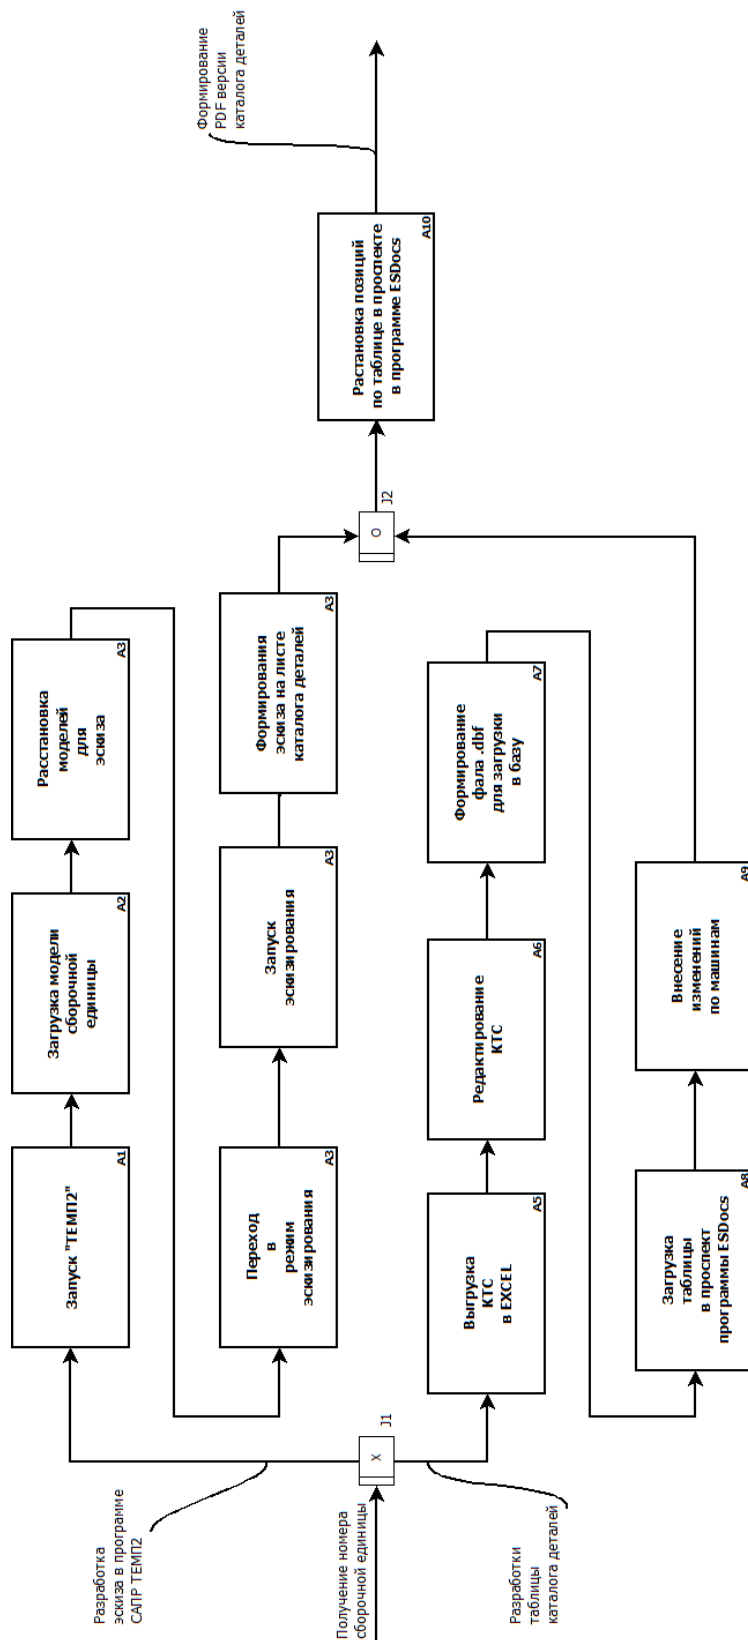 Разработка
эскиза в программе
САПР ТЕМП2
Запуск "ТЕМП2"
A1
Загрузка модели
сборочной
единицы
A2
Расстановка
моделей
для
эскиза
A3
Переход
в
режим
эскизирования
A3
Запуск
эскизирования
A3
Формирования
эскиза на листе
каталога деталей
A3
Получение номера
сборочной единицы
X
J1
O
J2
Растановка позиций
по таблице в проспекте
в программе ESDocs
A10
Формирование
PDF версии
каталога деталей
Разработки
таблицы
каталога деталей
Выгрузка
КТС
в EXCEL
A5
Редактирование
КТС
A6
Формирование
фала .dbf
для загрузки
в базу
A7
Загрузка
таблицы
в проспект
программы ESDocs
A8
Внесение
изменений
по машинам
A9